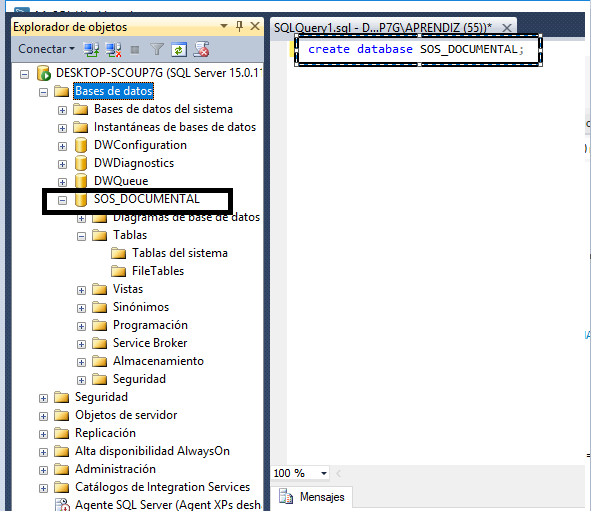 Explorador de objetos
Conectar
DESKTOP-SCOUP7G (SQL Server 15.0.11
Bases de datos
Bases de datos del sistema
Instantáneas de bases de datos
DWConfiguration
DWDiagnostics
DWQueue
SOS_DOCUMENTAL
Diagramas de base de datos
Tablas
Tablas del sistema
FileTables
Vistas
Sinónimos
Programación
Service Broker
Almacenamiento
Seguridad
Seguridad
Objetos de servidor
Replicación
Alta disponibilidad AlwaysOn
Administración
Catálogos de Integration Services
Agente SQL Server (Agent XPs desh
SQLQuery1.sql - D...P7G\APRENDIZ (55))*
create database SOS_DOCUMENTAL;
100 %
Mensajes